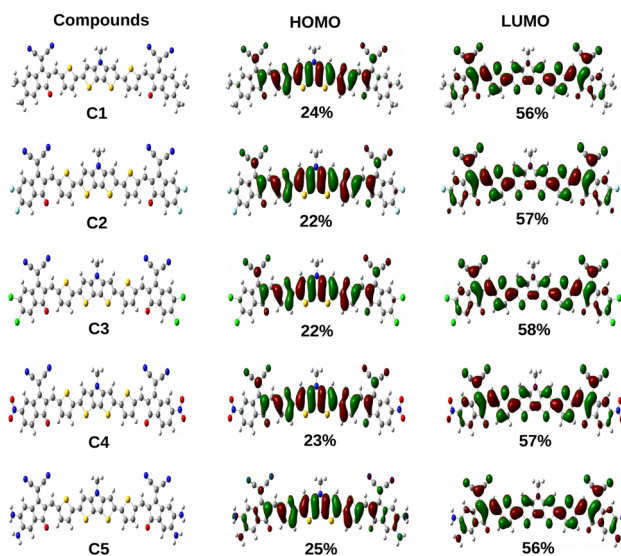 Compounds HOMO LUMO
C1 24% 56%
C2 22% 57%
C3 22% 58%
C4 23% 57%
C5 25% 56%